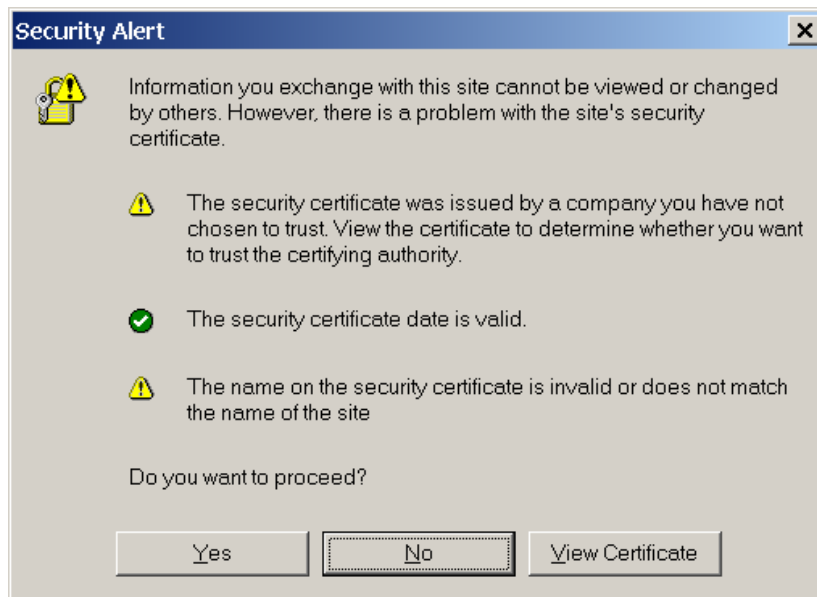 Security Alert
Information you exchange with this site cannot be viewed or changed
by others. However, there is a problem with the site's security
certificate.
The security certificate was issued by a company you have not
chosen to trust. View the certificate to determine whether you want
to trust the certifying authority.
The security certificate date is valid.
The name on the security certificate is invalid or does not match
the name of the site
Do you want to proceed?
Yes No View Certificate